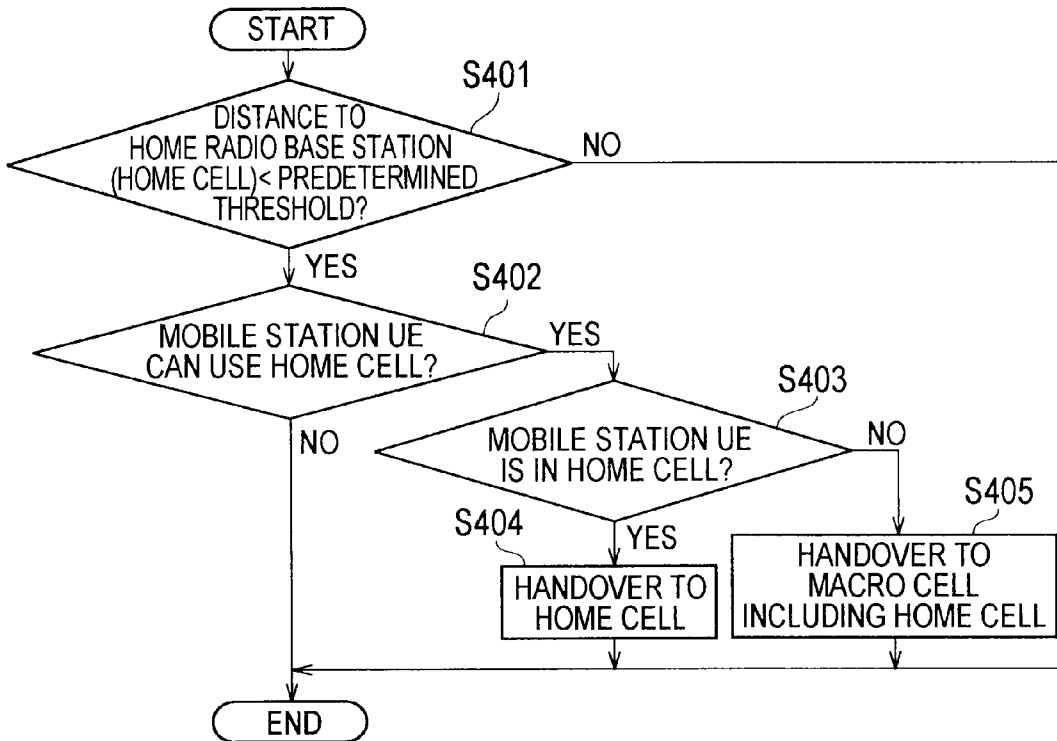 START
S401
DISTANCE TO
HOME RADIO BASE STATION
(HOME CELL)< PREDETERMINED
THRESHOLD?
NO
YES
S402
MOBILE STATION UE
CAN USE HOME CELL?
YES
NO
S403
MOBILE STATION UE
IS IN HOME CELL?
NO
YES
S404
HANDOVER TO
HOME CELL
S405
HANDOVER TO
MACRO CELL
INCLUDING HOME CELL
END